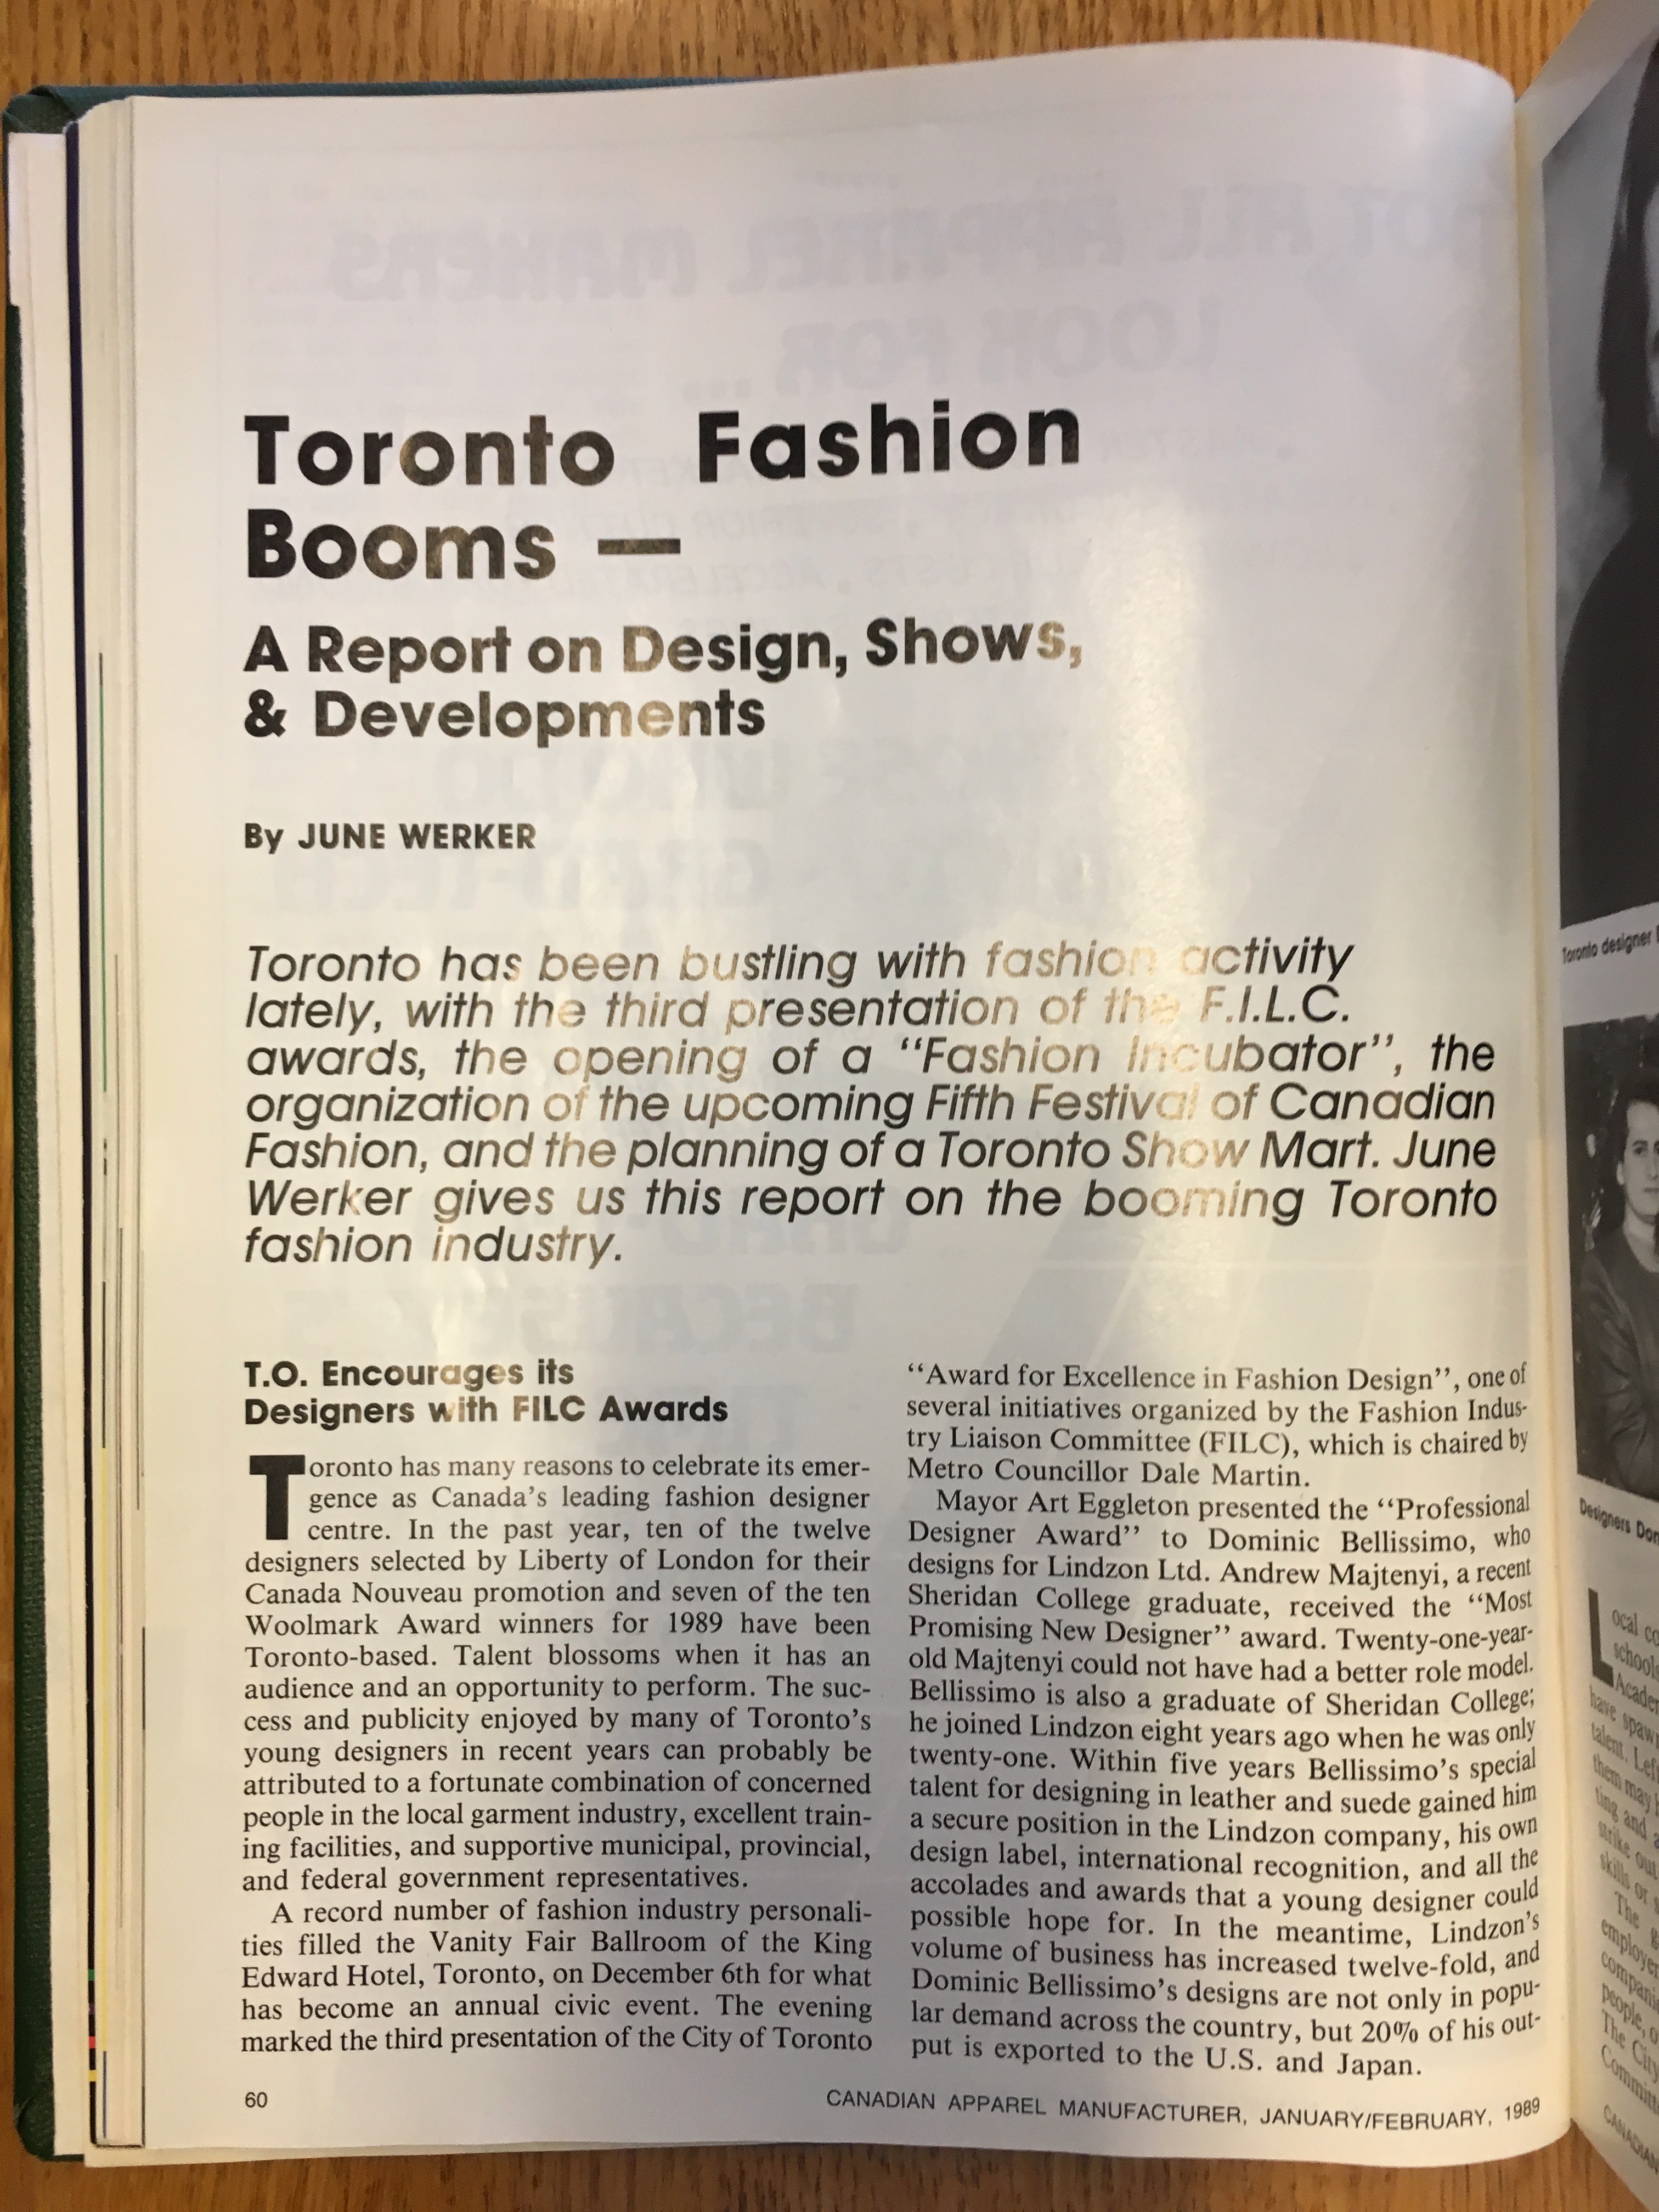 Toronto Fashion
Booms —
A Report on Design, Shows,
& Developments
By JUNE WERKER
Toronto has been bustling with fashion activity
lately, with the third presentation of the F.I.L.C.
awards, the opening of a “Fashion Incubator”, the
organization of the upcoming Fifth Festival of Canadian
Fashion, and the planning of a Toronto Show Mart. June
Werker gives us this report on the booming Toronto
fashion industry.
T.O. Encourages its
Designers with FILC Awards
Toronto has many reasons to celebrate its emer-
gence as Canada's leading fashion designer
centre. In the past year, ten of the twelve
designers selected by Liberty of London for their
Canada Nouveau promotion and seven of the ten
Woolmark Award winners for 1989 have been
Toronto-based. Talent blossoms when it has an
audience and an opportunity to perform. The suc-
cess and publicity enjoyed by many of Toronto's
young designers in recent years can probably be
attributed to a fortunate combination of concerned
people in the local garment industry, excellent train-
ing facilities, and supportive municipal, provincial,
and federal government representatives.
A record number of fashion industry personali-
ties filled the Vanity Fair Ballroom of the King
Edward Hotel, Toronto, on December 6th for what
has become an annual civic event. The evening
marked the third presentation of the City of Toronto
“Award for Excellence in Fashion Design”, one of
several initiatives organized by the Fashion Indus-
try Liaison Committee (FILC), which is chaired by
Metro Councillor Dale Martin.
Mayor Art Eggleton presented the “Professional
Designer Award” to Dominic Bellissimo, who
designs for Lindzon Ltd. Andrew Majtenyi, a recent
Sheridan College graduate, received the “Most
Promising New Designer” award. Twenty-one-year-
old Majtenyi could not have had a better role model.
Bellissimo is also a graduate of Sheridan College;
he joined Lindzon eight years ago when he was only
twenty-one. Within five years Bellissimo's special
talent for designing in leather and suede gained him
a secure position in the Lindzon company, his own
design label, international recognition, and all the
accolades and awards that a young designer could
possible hope for. In the meantime, Lindzon's
volume of business has increased twelve-fold, and
Dominic Bellissimo's designs are not only in popu-
lar demand across the country, but 20% of his out-
put is exported to the U.S. and Japan.
60
CANADIAN APPAREL MANUFACTURER, JANUARY/FEBRUARY, 1989
Toronto designer
Designers